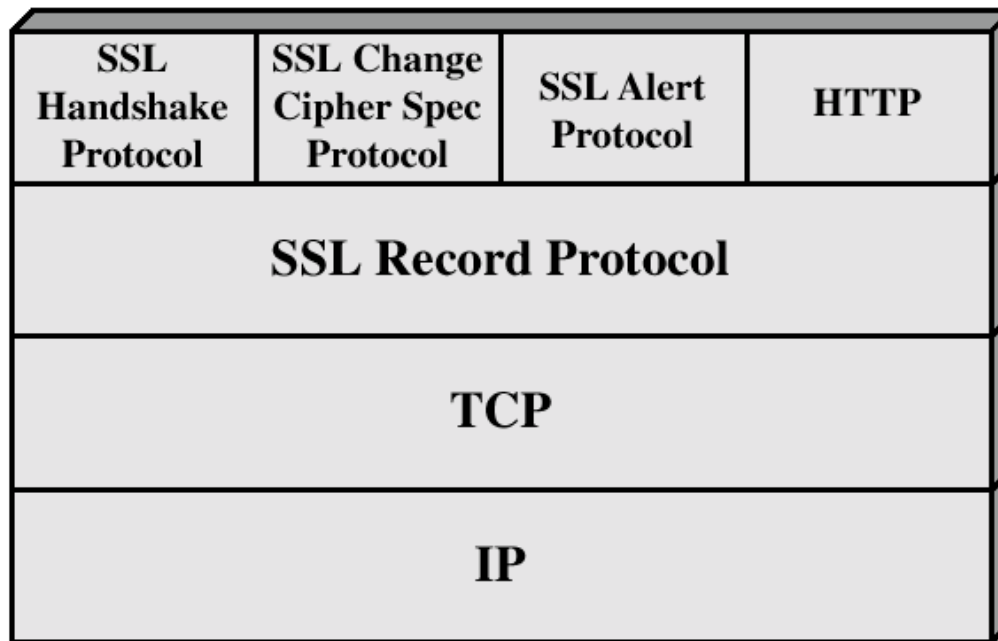 SSL
Handshake
Protocol
SSL Change
Cipher Spec
Protocol
SSL Alert
Protocol
HTTP
SSL Record Protocol
TCP
IP